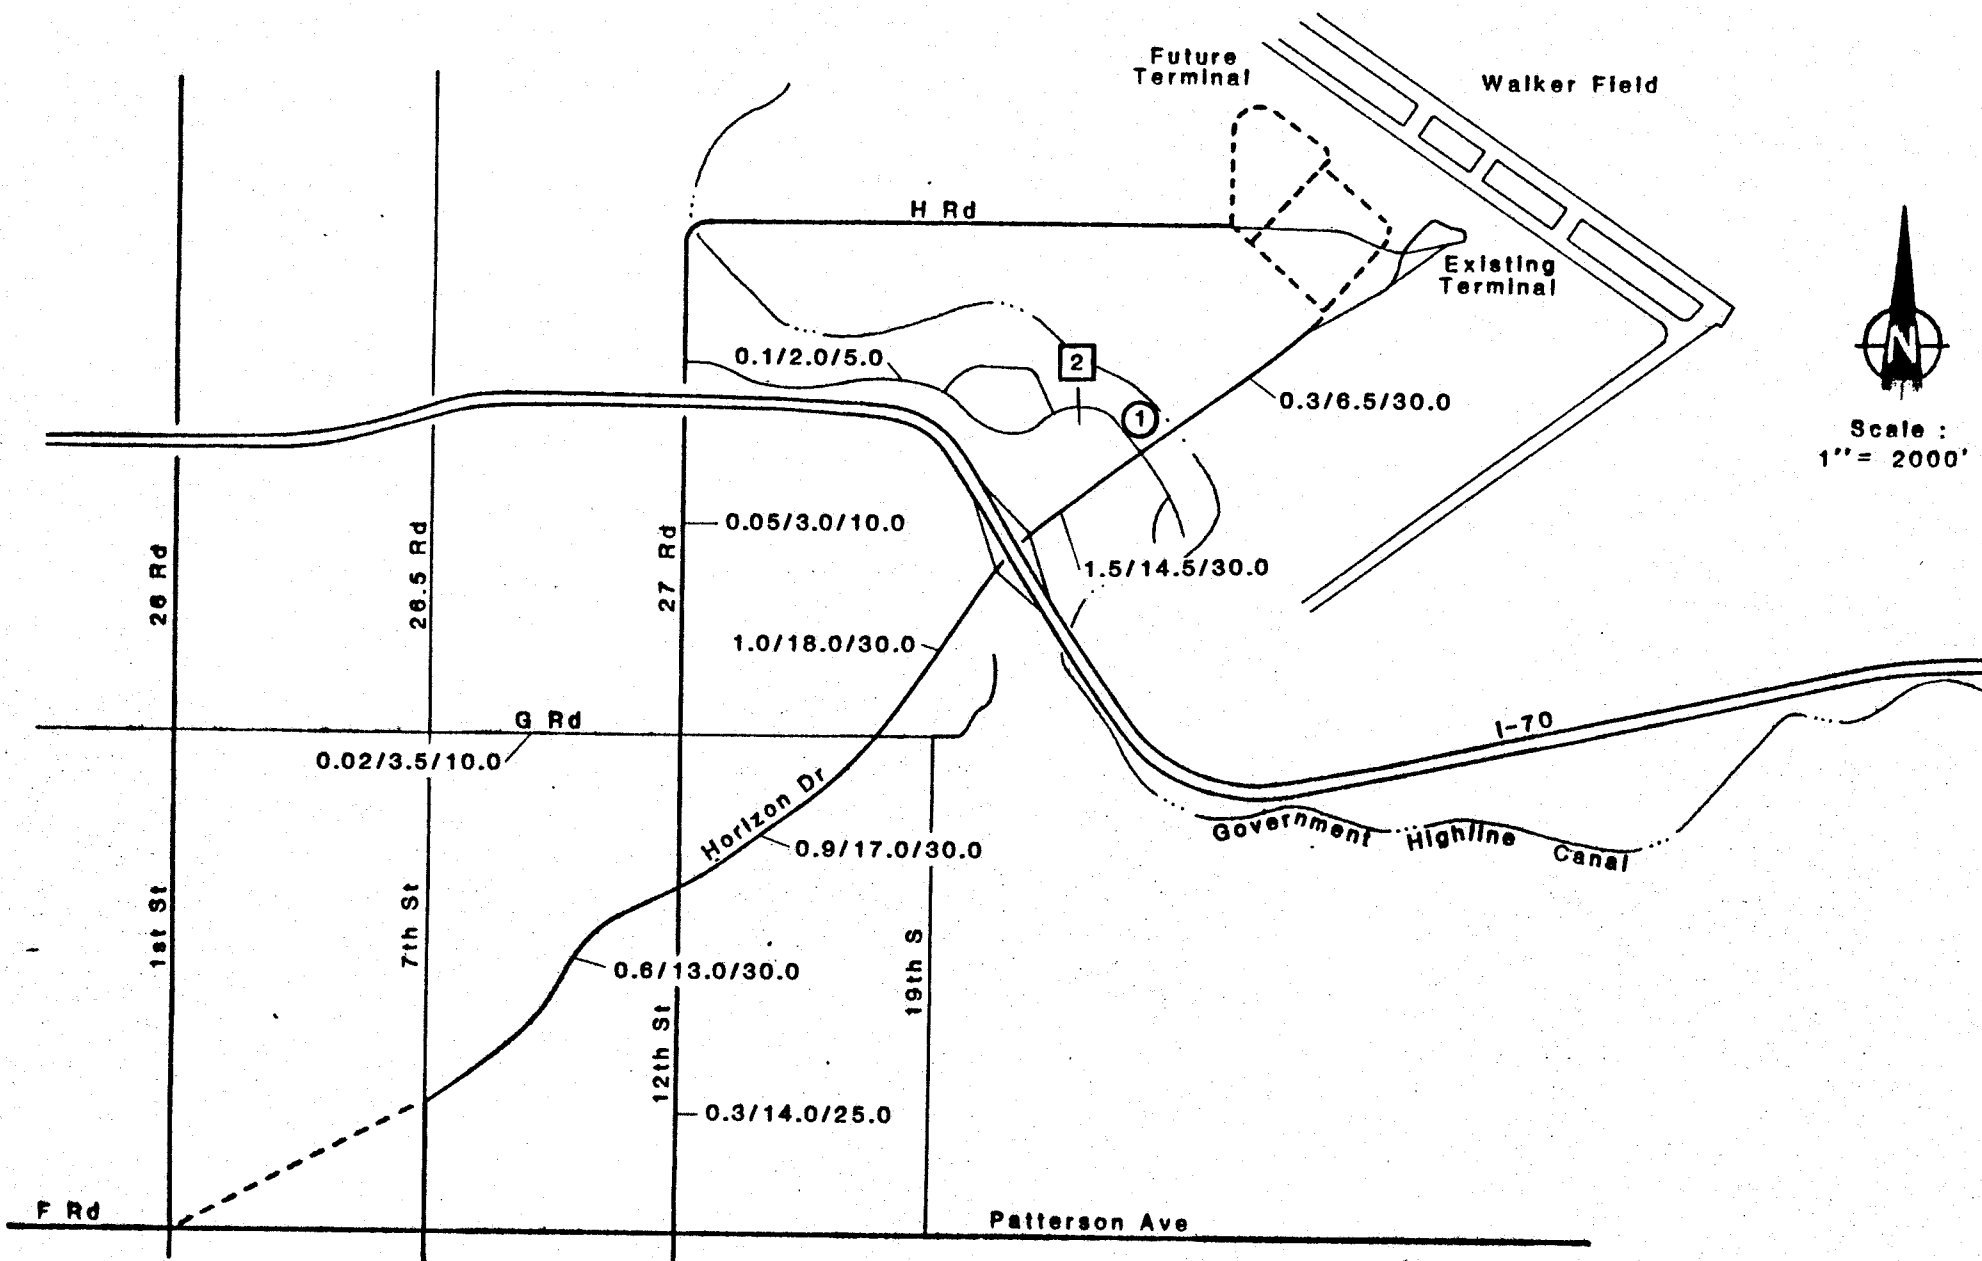 Future
Terminal
Walker Field
H Rd
Existing
Terminal
0.1/2.0/5.0
2
1
0.3/6.5/30.0
N
Scale :
1"= 2000'
26 Rd
26.5 Rd
27 Rd
0.05/3.0/10.0
1.5/14.5/30.0
1.0/18.0/30.0
G Rd
0.02/3.5/10.0
I-70
Horizon Dr
0.9/17.0/30.0
Government Highline Canal
1st St
7th St
0.6/13.0/30.0
19th S
12th St
0.3/14.0/25.0
F Rd
Patterson Ave